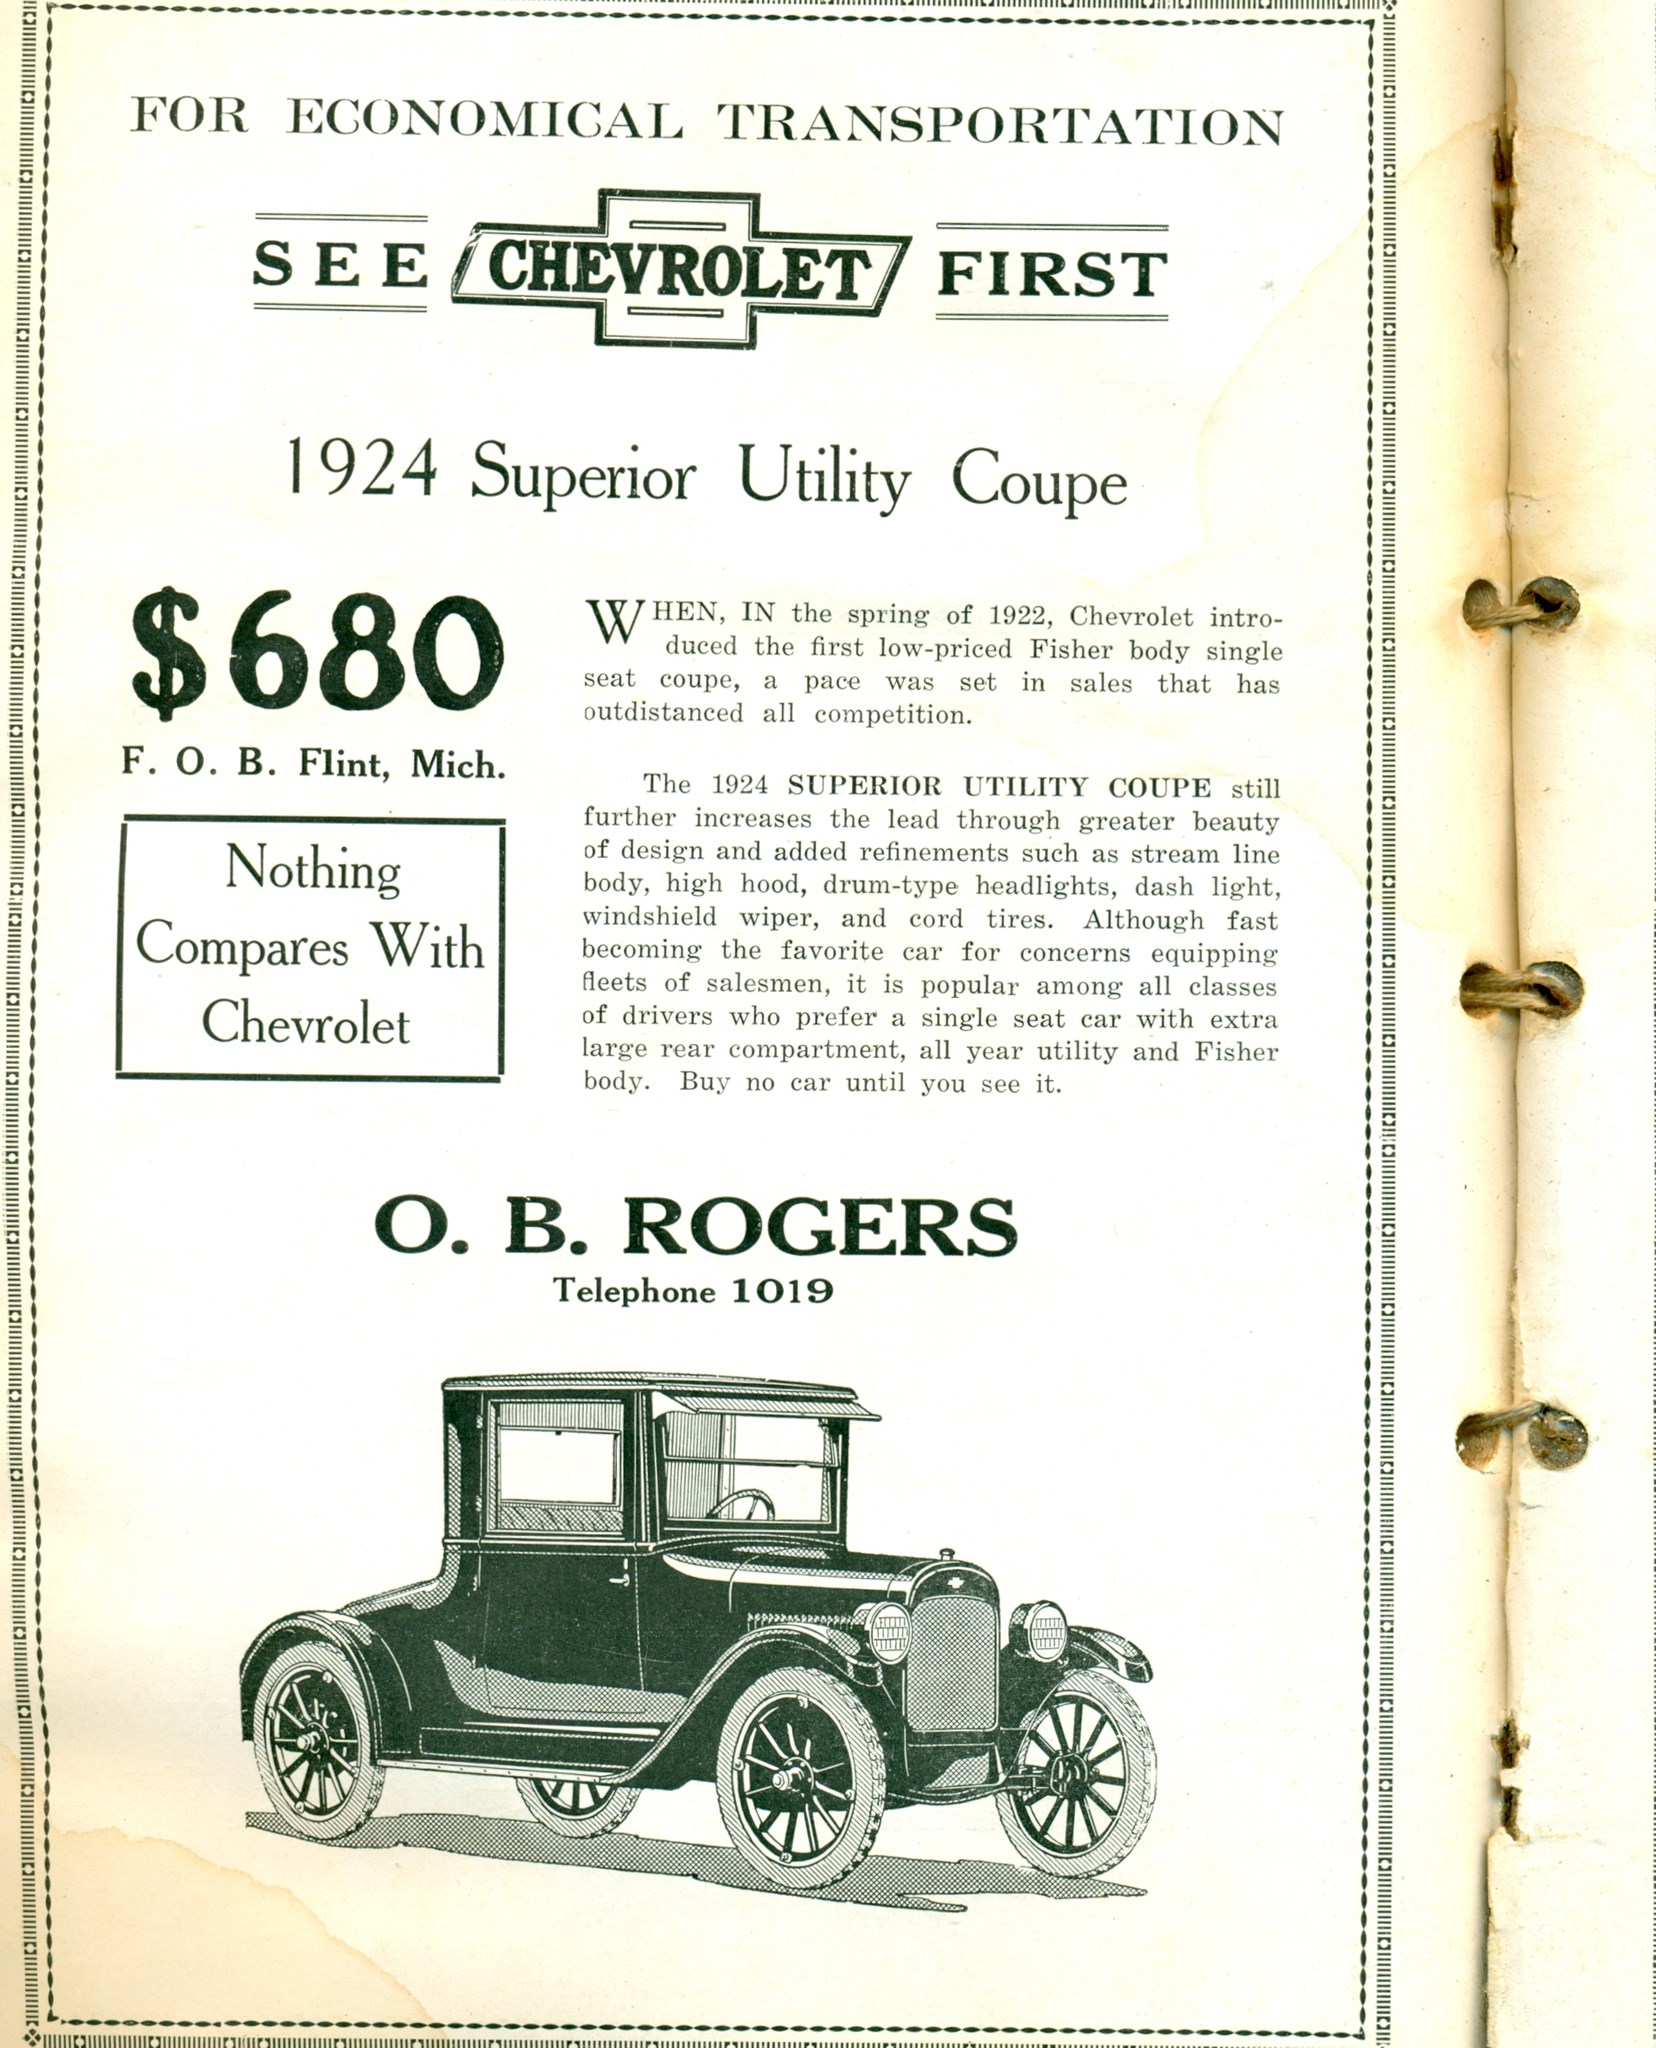 FOR ECONOMICAL TRANSPORTATION
SEE CHEVROLET FIRST
1924 Superior Utility Coupe
$680
F. O. B. Flint, Mich.
Nothing
Compares With
Chevrolet
WHEN, IN the spring of 1922, Chevrolet intro-
duced the first low-priced Fisher body single
seat coupe, a pace was set in sales that has
outdistanced all competition.
The 1924 SUPERIOR UTILITY COUPE still
further increases the lead through greater beauty
of design and added refinements such as stream line
body, high hood, drum-type headlights, dash light,
windshield wiper, and cord tires. Although fast
becoming the favorite car for concerns equipping
fleets of salesmen, it is popular among all classes
of drivers who prefer a single seat car with extra
large rear compartment, all year utility and Fisher
body. Buy no car until you see it.
O. B. ROGERS
Telephone 1019